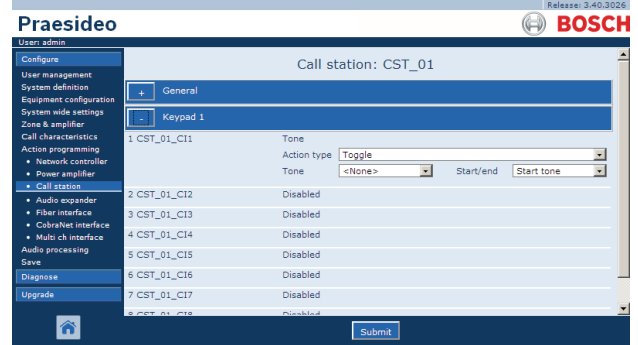 Release: 3.40.3026
Praesideo
BOSCH
User: admin
Configure
User management
System definition
Equipment configuration
System wide settings
Zone & amplifier
Call characteristics
Action programming
• Network controller
• Power amplifier
• Call station
• Audio expander
• Fiber interface
• CobraNet interface
• Multi ch interface
Audio processing
Save
Diagnose
Upgrade
Call station: CST_01
+ General
- Keypad 1
1 CST_01_CI1 Tone
Action type Toggle
Tone <None> Start/end Start tone
2 CST_01_CI2 Disabled
3 CST_01_CI3 Disabled
4 CST_01_CI4 Disabled
5 CST_01_CI5 Disabled
6 CST_01_CI6 Disabled
7 CST_01_CI7 Disabled
8 CST_01_CI8 Disabled
Submit